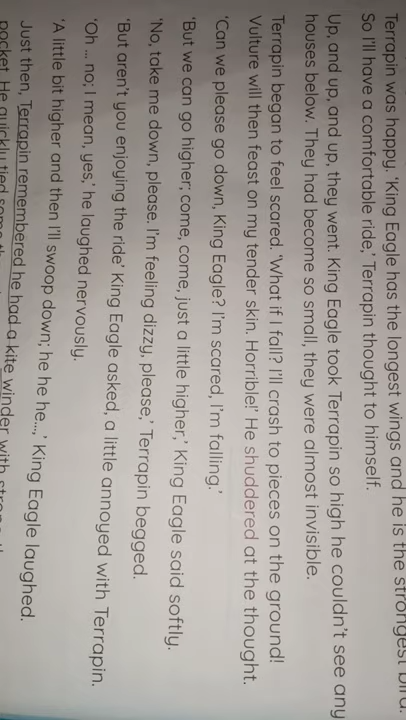 Terrapin was happy. 'King Eagle has the longest wings and he is the strongest bird.
So I'll have a comfortable ride,' Terrapin thought to himself.
Up, and up, and up, they went. King Eagle took Terrapin so high he couldn't see any
houses below. They had become so small, they were almost invisible.
Terrapin began to feel scared. 'What if I fall? I'll crash to pieces on the ground!
Vulture will then feast on my tender skin. Horrible!' He shuddered at the thought.
'Can we please go down, King Eagle? I'm scared, I'm falling.'
'But we can go higher; come, come, just a little higher,' King Eagle said softly.
'No, take me down, please. I'm feeling dizzy, please,' Terrapin begged.
'But aren't you enjoying the ride' King Eagle asked, a little annoyed with Terrapin.
'Oh ... no; I mean, yes,' he laughed nervously.
'A little bit higher and then I'll swoop down; he he he....,' King Eagle laughed.
Just then, Terrapin remembered he had a kite winder with
pocket. He quickly tied some